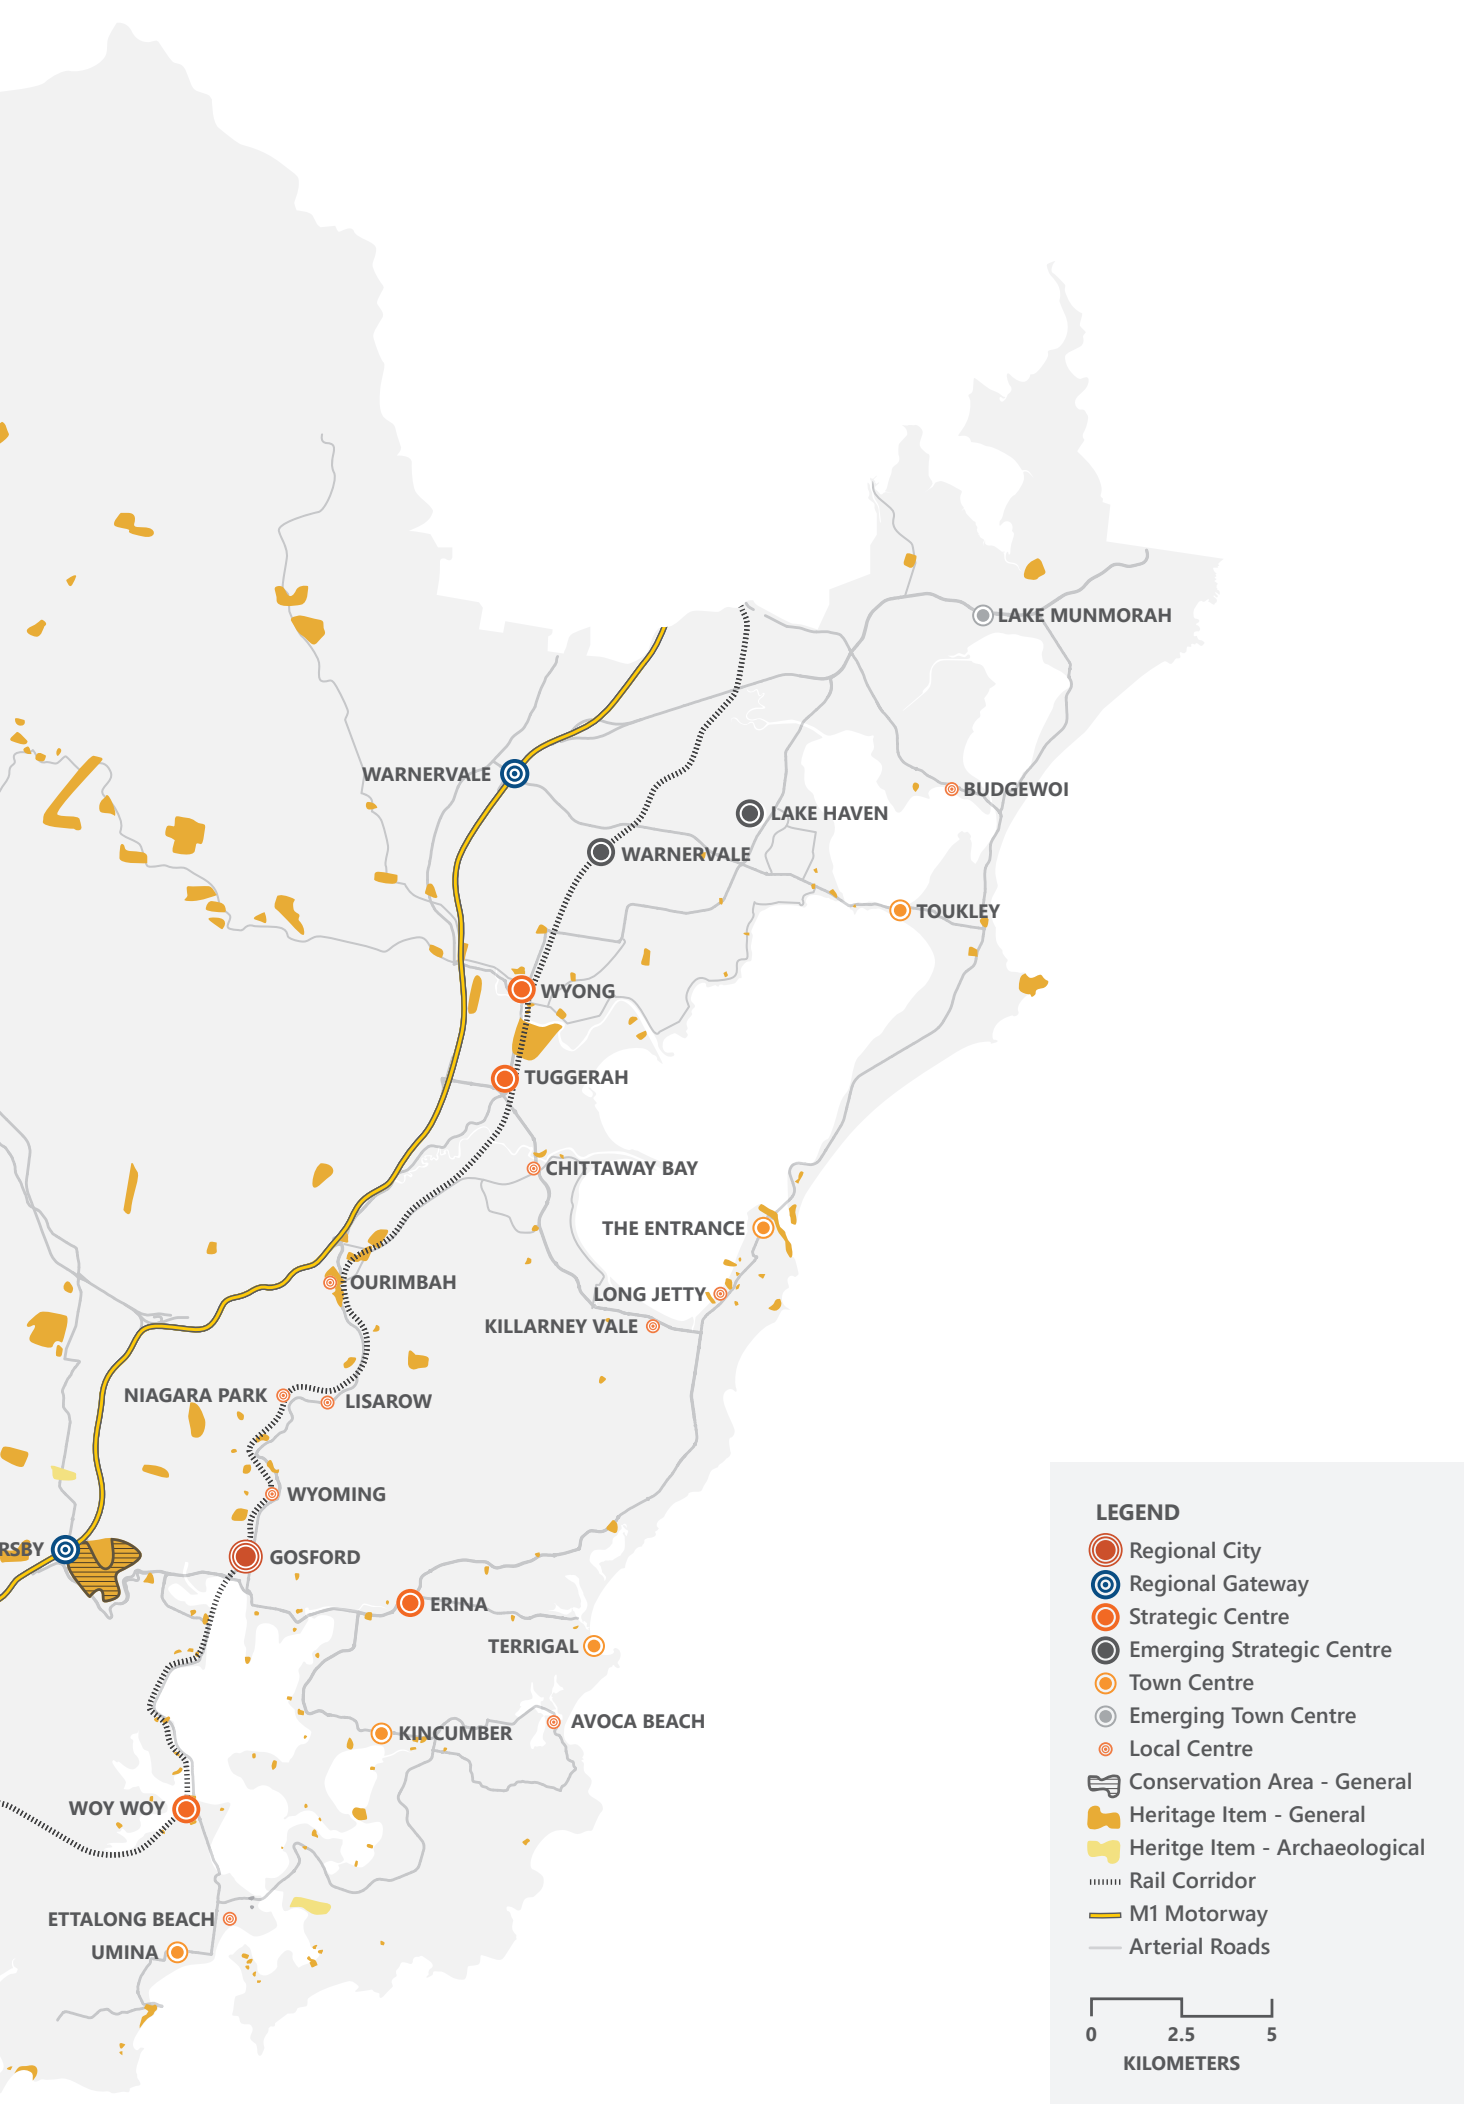 LAKE MUNMORAH
WARNERVALE
BUDGEWOI
LAKE HAVEN
WARNERVALE
TOUKLEY
WYONG
TUGGERAH
CHITTAWAY BAY
THE ENTRANCE
OURIMBAH
LONG JETTY
KILLARNEY VALE
NIAGARA PARK
LISAROW
WYOMING
RSBY
GOSFORD
ERINA
TERRIGAL
AVOCA BEACH
KINCUMBER
WOY WOY
ETTALONG BEACH
UMINA
LEGEND
Regional City
Regional Gateway
Strategic Centre
Emerging Strategic Centre
Town Centre
Emerging Town Centre
Local Centre
Conservation Area - General
Heritage Item - General
Heritge Item - Archaeological
Rail Corridor
M1 Motorway
Arterial Roads
0 2.5 5
KILOMETERS